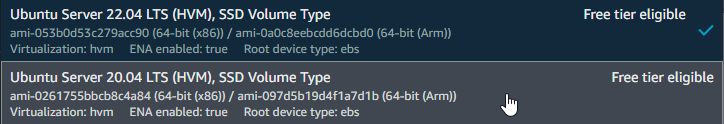 Ubuntu Server 22.04 LTS (HVM), SSD Volume Type Free tier eligible
ami-053b0d53c279acc90 (64-bit (x86)) / ami-0a0c8eebcdd6dcbd0 (64-bit (Arm))
Virtualization: hvm ENA enabled: true Root device type: ebs
Ubuntu Server 20.04 LTS (HVM), SSD Volume Type Free tier eligible
ami-0261755bbcb8c4a84 (64-bit (x86)) / ami-097d5b19d4f1a7d1b (64-bit (Arm))
Virtualization: hvm ENA enabled: true Root device type: ebs